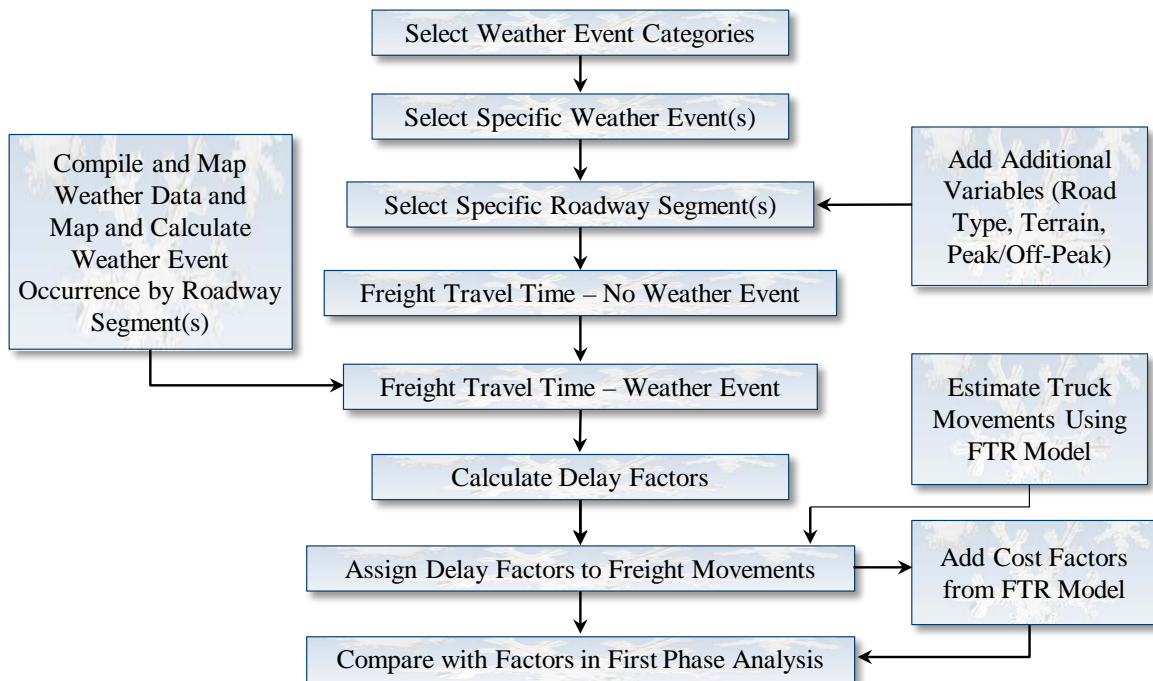 Select Weather Event Categories
Select Specific Weather Event(s)
Compile and Map
Weather Data and
Map and Calculate
Weather Event
Occurrence by Roadway
Segment(s)
Add Additional
Variables (Road
Type, Terrain,
Peak/Off-Peak)
Select Specific Roadway Segment(s)
Freight Travel Time – No Weather Event
Freight Travel Time – Weather Event
Estimate Truck
Movements Using
FTR Model
Calculate Delay Factors
Assign Delay Factors to Freight Movements
Add Cost Factors
from FTR Model
Compare with Factors in First Phase Analysis